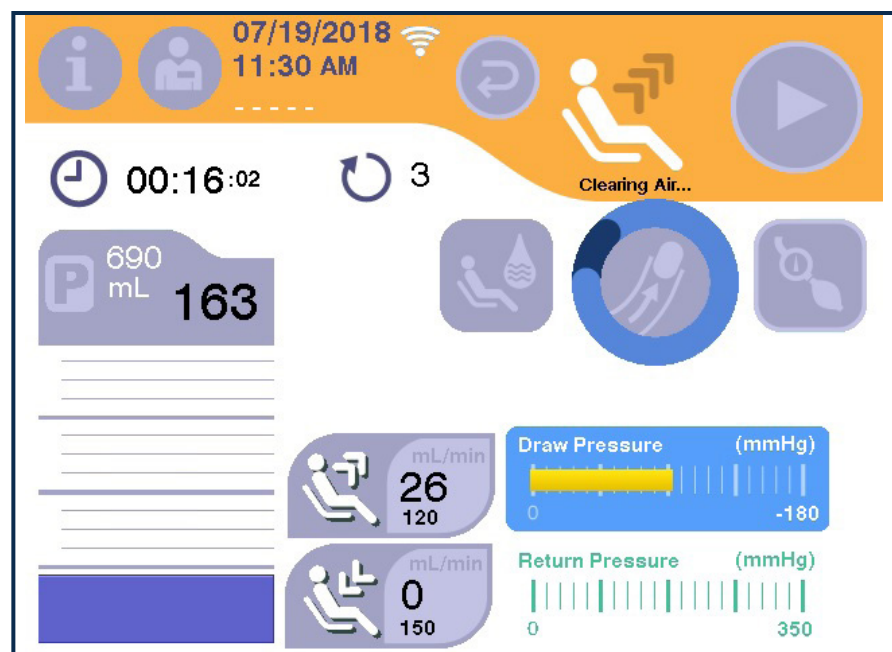 i
07/19/2018
11:30 AM
- - - - -
Clearing Air...
00:16:02
3
P
690
mL
163
mL/min
26
120
mL/min
0
150
Draw Pressure (mmHg)
0 -180
Return Pressure (mmHg)
0 350